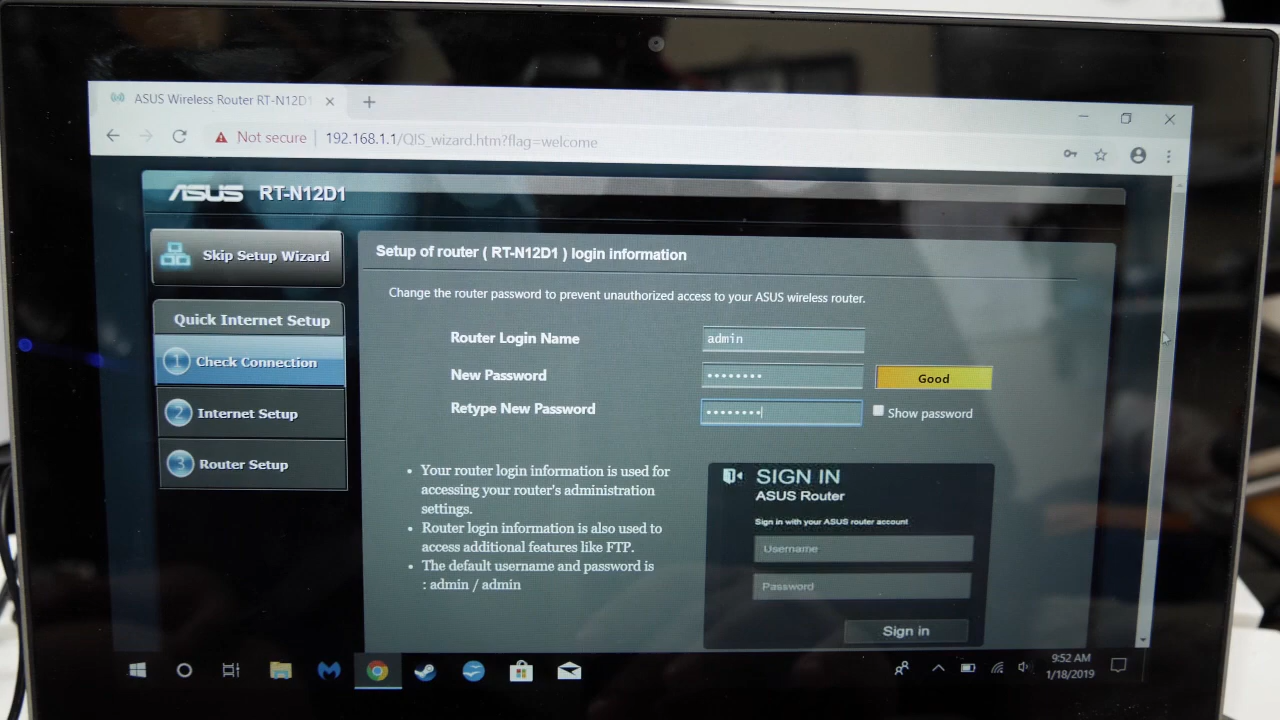 ASUS Wireless Router RT-N12D1
Not secure
192.168.1.1/QIS_wizard.htm?flag=welcome
ASUS RT-N12D1
Skip Setup Wizard
Quick Internet Setup
1 Check Connection
2 Internet Setup
3 Router Setup
Setup of router ( RT-N12D1 ) login information
Change the router password to prevent unauthorized access to your ASUS wireless router.
Router Login Name admin
New Password •••••••• Good
Retype New Password •••••••• Show password
• Your router login information is used for
accessing your router's administration
settings.
• Router login information is also used to
access additional features like FTP.
• The default username and password is
: admin / admin
SIGN IN
ASUS Router
Sign in with your ASUS router account
Username
Password
Sign in
9:52 AM
1/18/2019